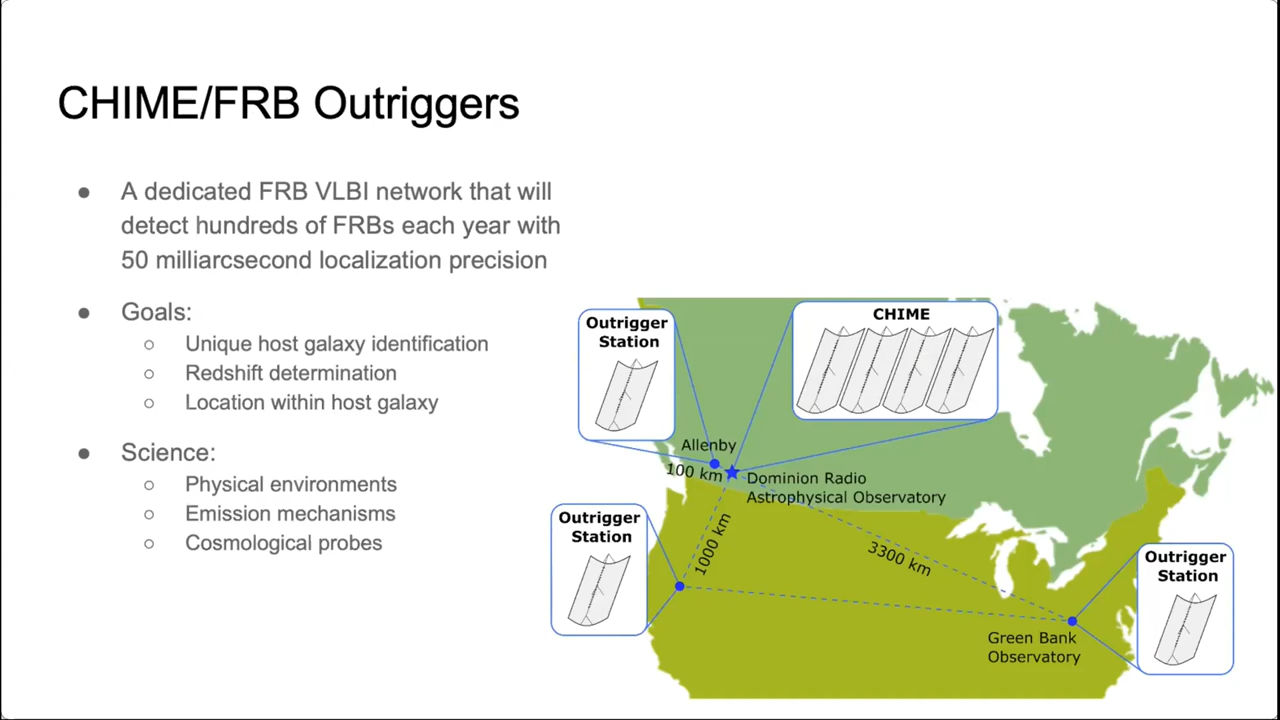 CHIME/FRB Outriggers
● A dedicated FRB VLBI network that will
detect hundreds of FRBs each year with
50 milliarcsecond localization precision
● Goals:
○ Unique host galaxy identification
○ Redshift determination
○ Location within host galaxy
● Science:
○ Physical environments
○ Emission mechanisms
○ Cosmological probes
Outrigger
Station
CHIME
Allenby
100 km
Dominion Radio
Astrophysical Observatory
Outrigger
Station
1000 km
3300 km
Outrigger
Station
Green Bank
Observatory